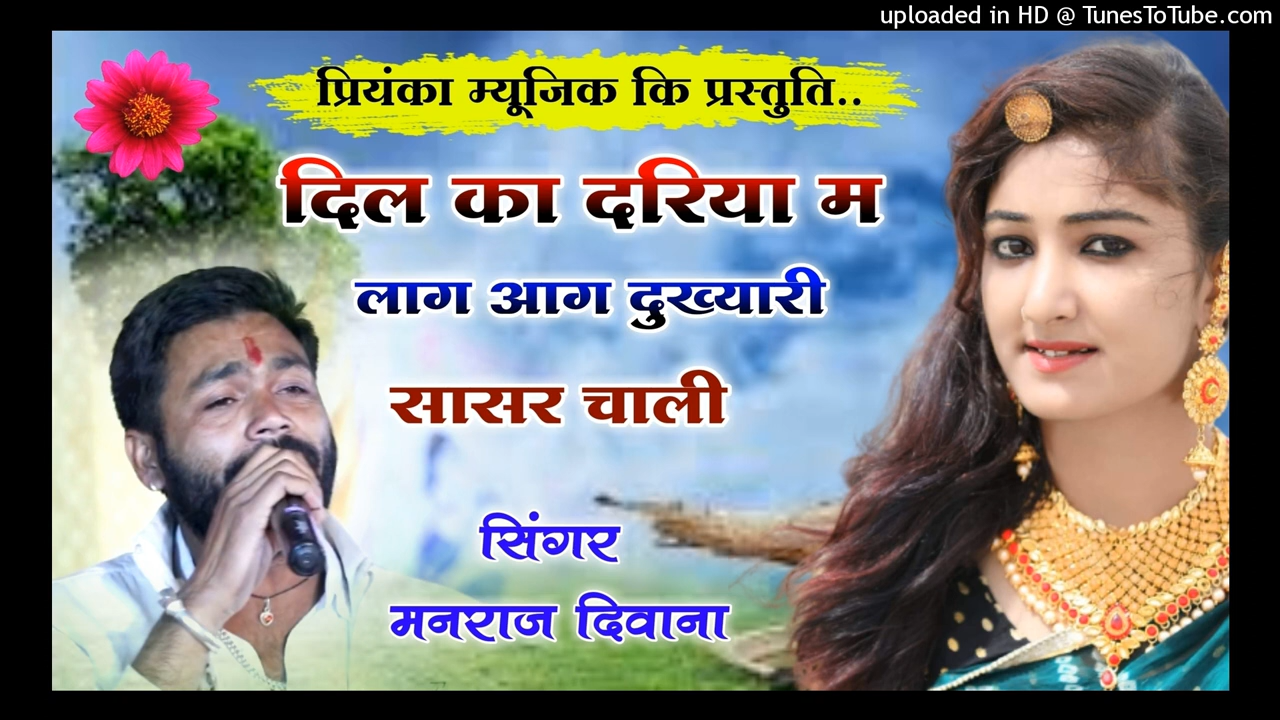 uploaded in HD @ TunesToTube.com
प्रियंका म्यूजिक कि प्रस्तुति..
दिल का दरिया म
लाग आग दुख्यारी
सासर चाली
सिंगर
मनराज दिवाना